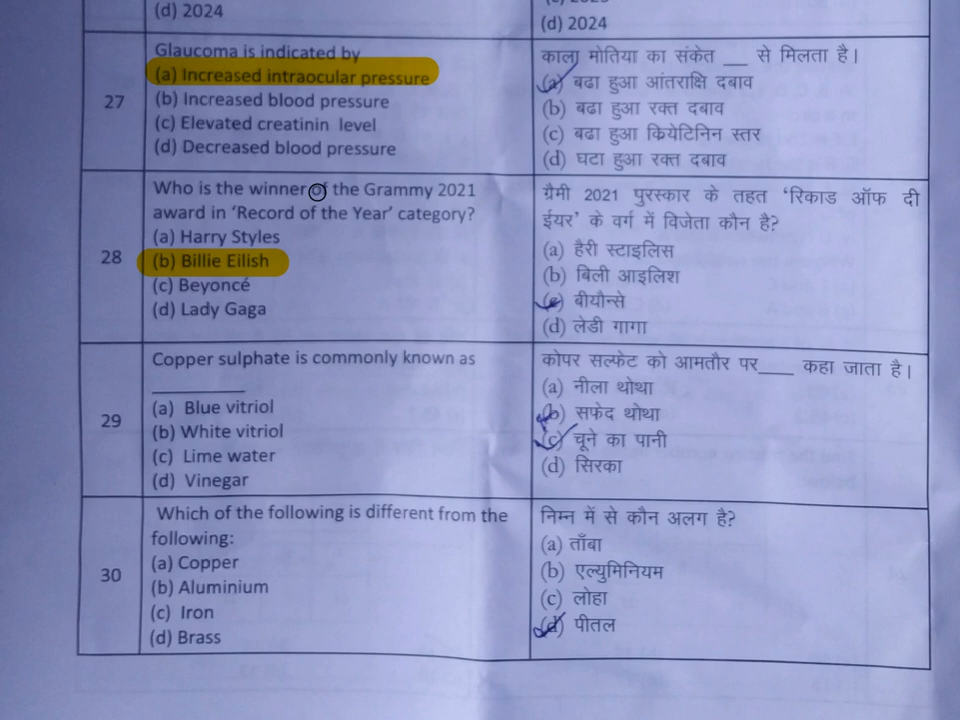 (d) 2024
(d) 2024
27
Glaucoma is indicated by
(a) Increased intraocular pressure
(b) Increased blood pressure
(c) Elevated creatinin level
(d) Decreased blood pressure
काला मोतिया का संकेत __ से मिलता है।
(a) बढा हुआ आंतराक्षि दबाव
(b) बढा हुआ रक्त दबाव
(c) बढा हुआ क्रियेटिनिन स्तर
(d) घटा हुआ रक्त दबाव
28
Who is the winner of the Grammy 2021
award in ‘Record of the Year’ category?
(a) Harry Styles
(b) Billie Eilish
(c) Beyoncé
(d) Lady Gaga
ग्रैमी 2021 पुरस्कार के तहत ‘रिकाड ऑफ दी
ईयर’ के वर्ग में विजेता कौन है?
(a) हैरी स्टाइलिस
(b) बिली आइलिश
(c) बीयौन्से
(d) लेडी गागा
29
Copper sulphate is commonly known as
__________
(a) Blue vitriol
(b) White vitriol
(c) Lime water
(d) Vinegar
कोपर सल्फेट को आमतौर पर____ कहा जाता है।
(a) नीला थोथा
(b) सफेद थोथा
(c) चूने का पानी
(d) सिरका
30
Which of the following is different from the
following:
(a) Copper
(b) Aluminium
(c) Iron
(d) Brass
निम्न में से कौन अलग है?
(a) ताँबा
(b) एल्युमिनियम
(c) लोहा
(d) पीतल